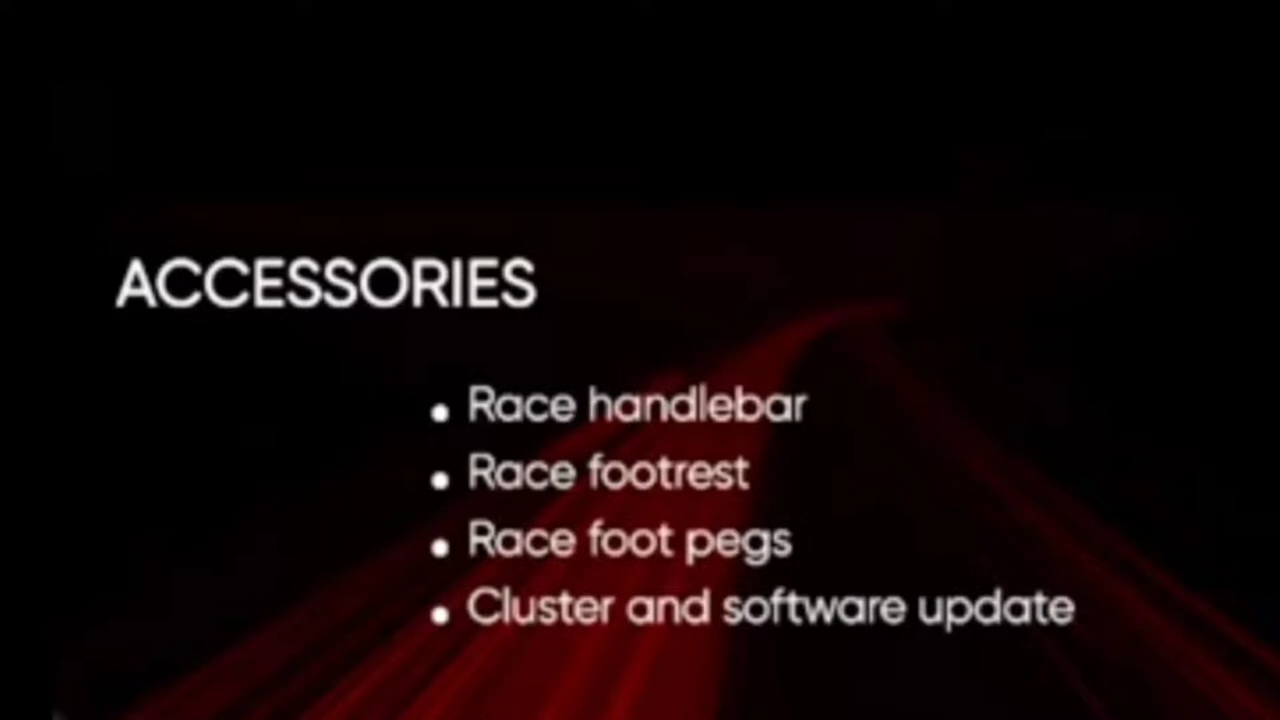 ACCESSORIES
• Race handlebar
• Race footrest
• Race foot pegs
• Cluster and software update